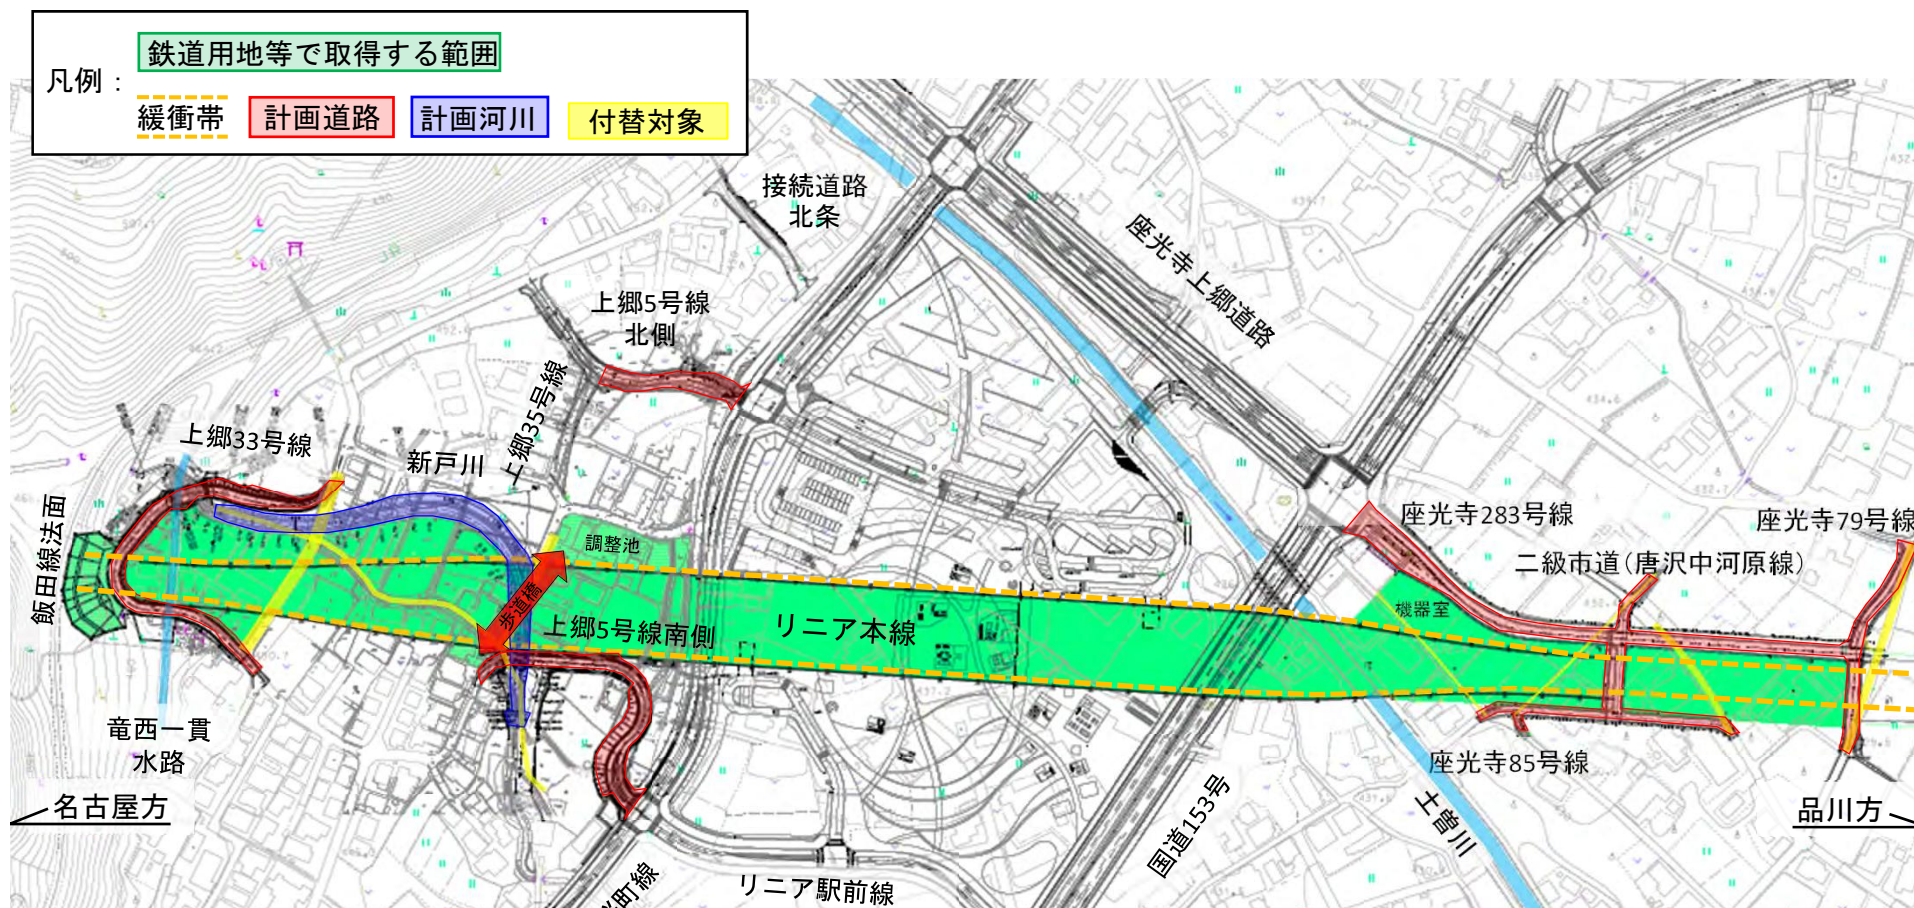 鉄道用地等で取得する範囲
凡例：
緩衝帯
計画道路
計画河川
付替対象
接続道路
北条
座光寺上郷道路
上郷5号線
北側
上郷35号線
上郷33号線
新戸川
飯田線法面
調整池
歩道橋
上郷5号線南側
リニア本線
座光寺283号線
座光寺79号線
二級市道(唐沢中河原線)
機器室
竜西一貫
水路
座光寺85号線
名古屋方
品川方
国道153号
土曽川
リニア駅前線
町線